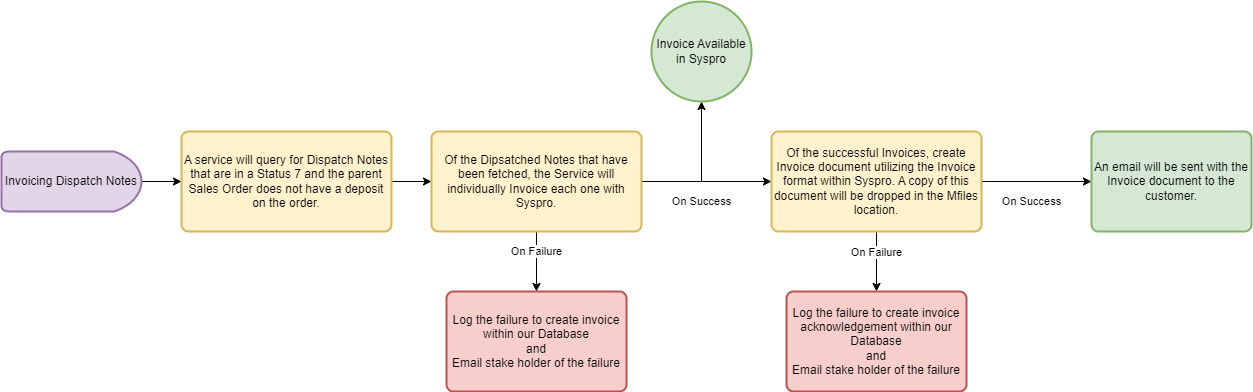 Invoice Available
in Syspro
Invoicing Dispatch Notes
A service will query for Dispatch Notes
that are in a Status 7 and the parent
Sales Order does not have a deposit
on the order.
Of the Dipsatched Notes that have
been fetched, the Service will
individually Invoice each one with
Syspro.
On Success
Of the successful Invoices, create
Invoice document utilizing the Invoice
format within Syspro. A copy of this
document will be dropped in the Mfiles
location.
On Success
An email will be sent with the
Invoice document to the
customer.
On Failure
Log the failure to create invoice
within our Database
and
Email stake holder of the failure
On Failure
Log the failure to create invoice
acknowledgement within our
Database
and
Email stake holder of the failure